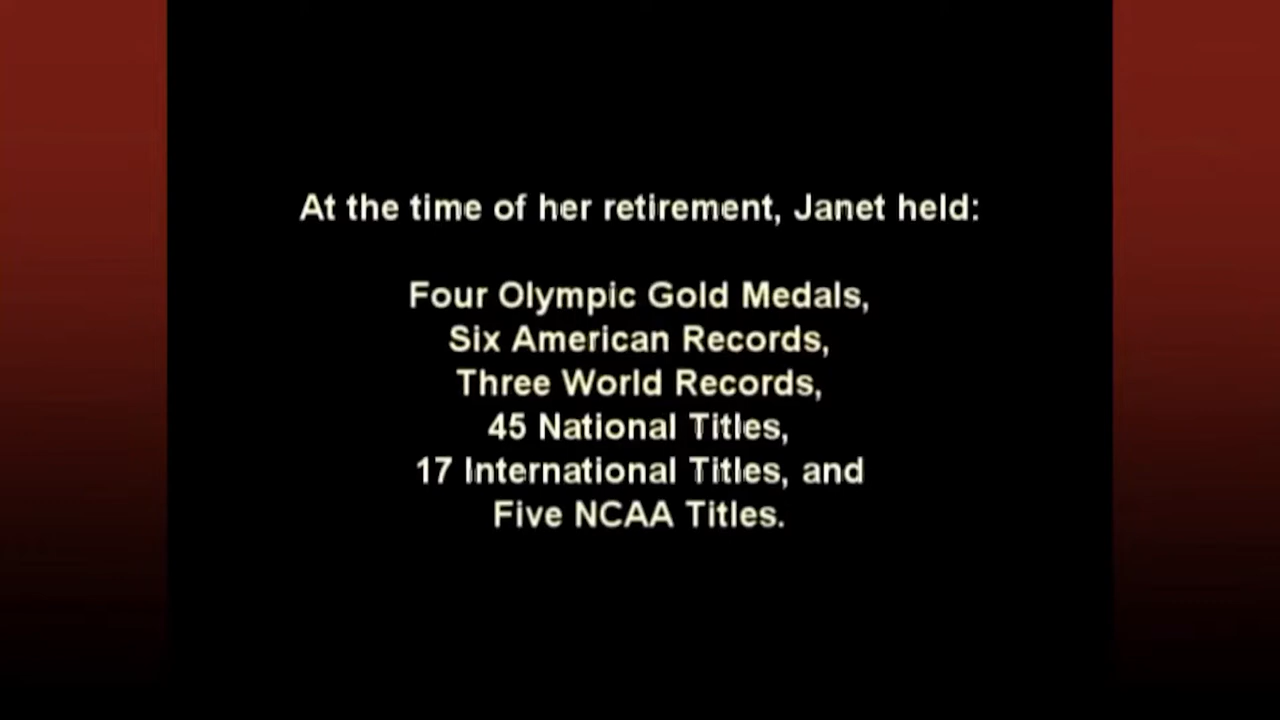 At the time of her retirement, Janet held:
Four Olympic Gold Medals,
Six American Records,
Three World Records,
45 National Titles,
17 International Titles, and
Five NCAA Titles.